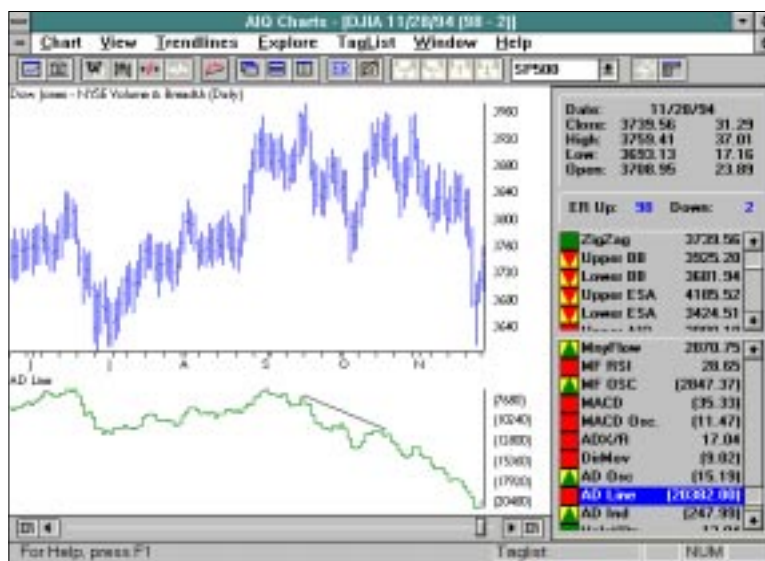 AIQ Charts - [DJIA 11/28/94 (98 - 2)]
Chart View Trendlines Explore TagList Window Help
SP500
Dow Jones - NYSE Volume & Breadth (Daily)
3960
3920
3880
3840
3800
3760
3720
3680
3640
J J A S O N
AD Line
(7680)
(10240)
(12800)
(15360)
(17920)
(20480)
Date: 11/28/94
Close: 3739.56 31.29
High: 3759.41 37.01
Low: 3693.13 17.16
Open: 3708.95 23.89
ER Up: 98 Down: 2
ZigZag 3739.56
Upper BB 3925.20
Lower BB 3681.94
Upper ESA 4185.52
Lower ESA 3424.51
MnyFlow 2870.75
MF RSI 28.65
MF OSC (2847.37)
MACD (35.33)
MACD Osc. (11.47)
ADX/R 17.04
DirMov (9.02)
AD Osc (15.19)
AD Line (20382.00)
AD Ind (247.99)
For Help, press F1
Taglist
NUM